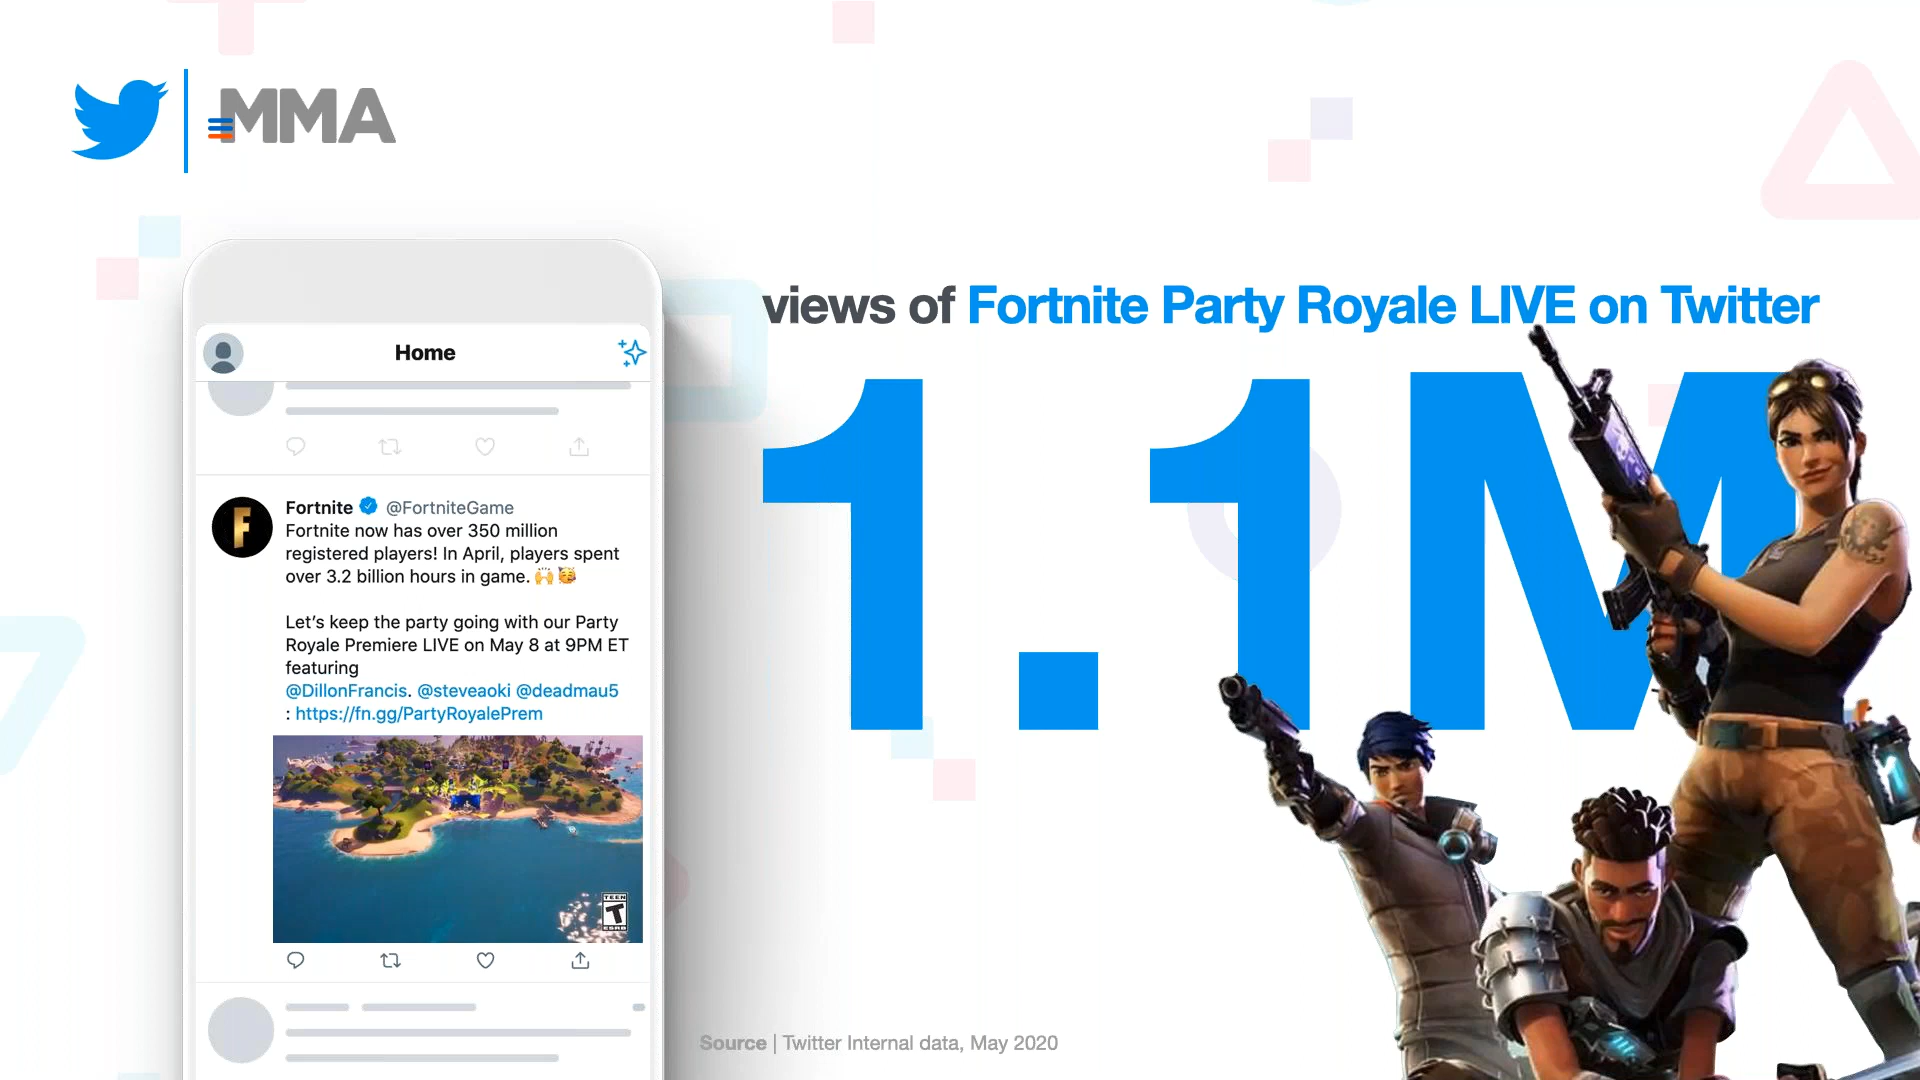 MMA
views of Fortnite Party Royale LIVE on Twitter
1.1M
Home
Fortnite @FortniteGame
Fortnite now has over 350 million
registered players! In April, players spent
over 3.2 billion hours in game. 🙌 🥳
Let's keep the party going with our Party
Royale Premiere LIVE on May 8 at 9PM ET
featuring
@DillonFrancis. @steveaoki @deadmau5
: https://fn.gg/PartyRoyalePrem
TEEN
T
ESRB
Source | Twitter Internal data, May 2020